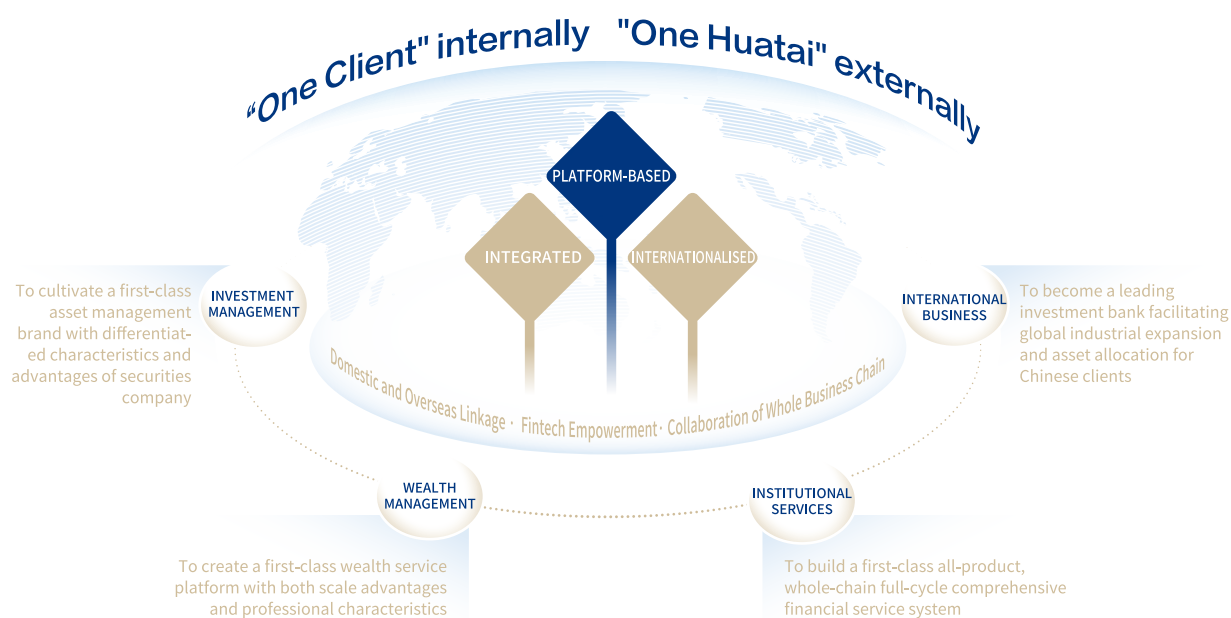 “One Client" internally "One Huatai" externally
PLATFORM-BASED
INTEGRATED
INTERNATIONALISED
INVESTMENT
MANAGEMENT
To cultivate a first-class
asset management
brand with differentiat-
ed characteristics and
advantages of securities
company
INTERNATIONAL
BUSINESS
To become a leading
investment bank facilitating
global industrial expansion
and asset allocation for
Chinese clients
Domestic and Overseas Linkage · Fintech Empowerment · Collaboration of Whole Business Chain
WEALTH
MANAGEMENT
To create a first-class wealth service
platform with both scale advantages
and professional characteristics
INSTITUTIONAL
SERVICES
To build a first-class all-product,
whole-chain full-cycle comprehensive
financial service system